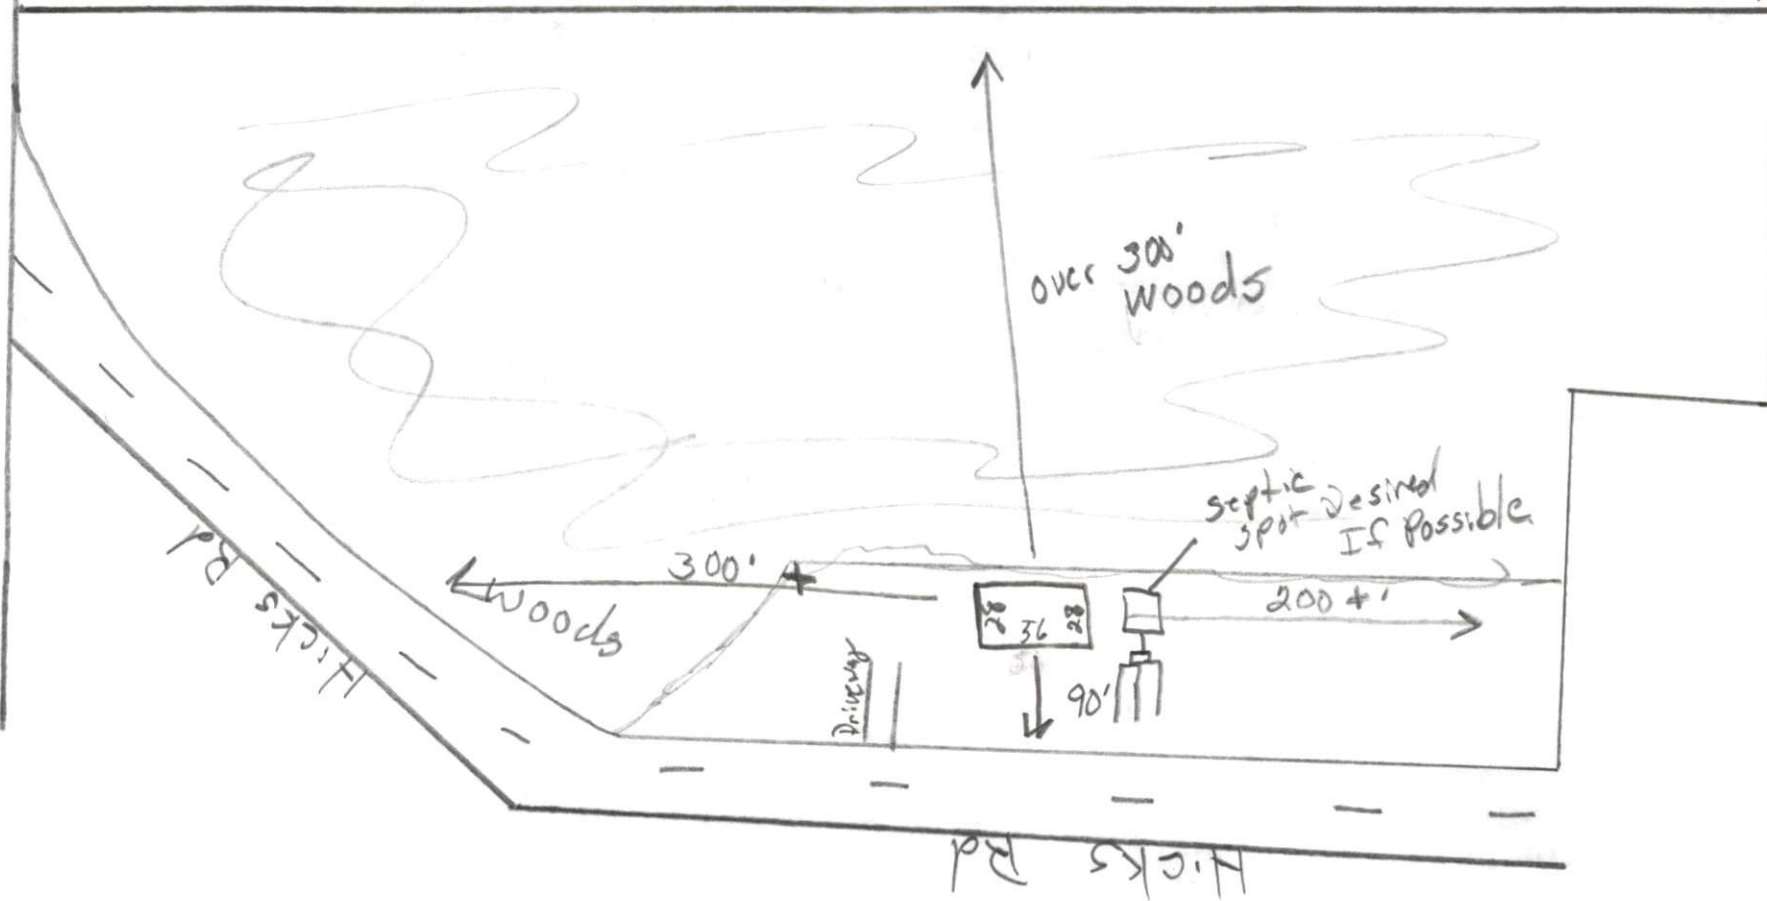 over 300'
woods
septic
spot Desired
If Possible
300'
woods
200 + '
28
56
28
90'
Driveway
Hicks Rd
Hicks Rd